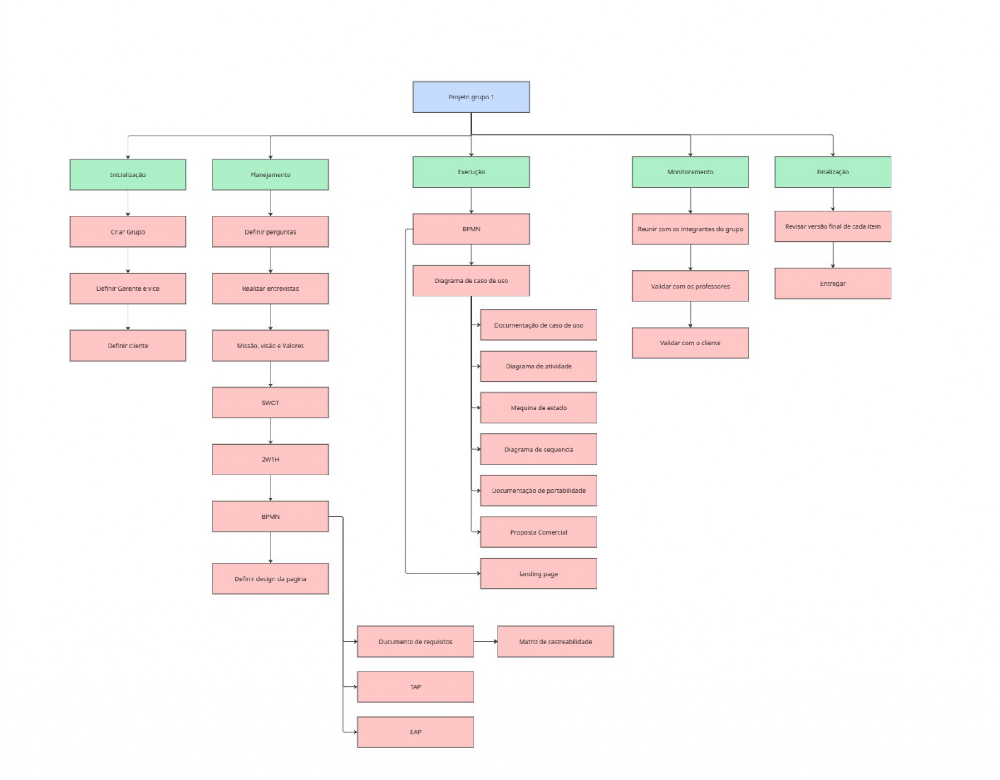 Projeto grupo 1
Inicialização
Criar Grupo
Definir Gerente e vice
Definir cliente
Planejamento
Definir perguntas
Realizar entrevistas
Missão, visão e Valores
SWOT
2W1H
BPMN
Definir design da pagina
Ducumento de requisitos
Matriz de rastreabilidade
TAP
EAP
Execução
BPMN
Diagrama de caso de uso
Documentação de caso de uso
Diagrama de atividade
Maquina de estado
Diagrama de sequencia
Documentação de portabilidade
Proposta Comercial
landing page
Monitoramento
Reunir com os integrantes do grupo
Validar com os professores
Validar com o cliente
Finalização
Revisar versão final de cada item
Entregar